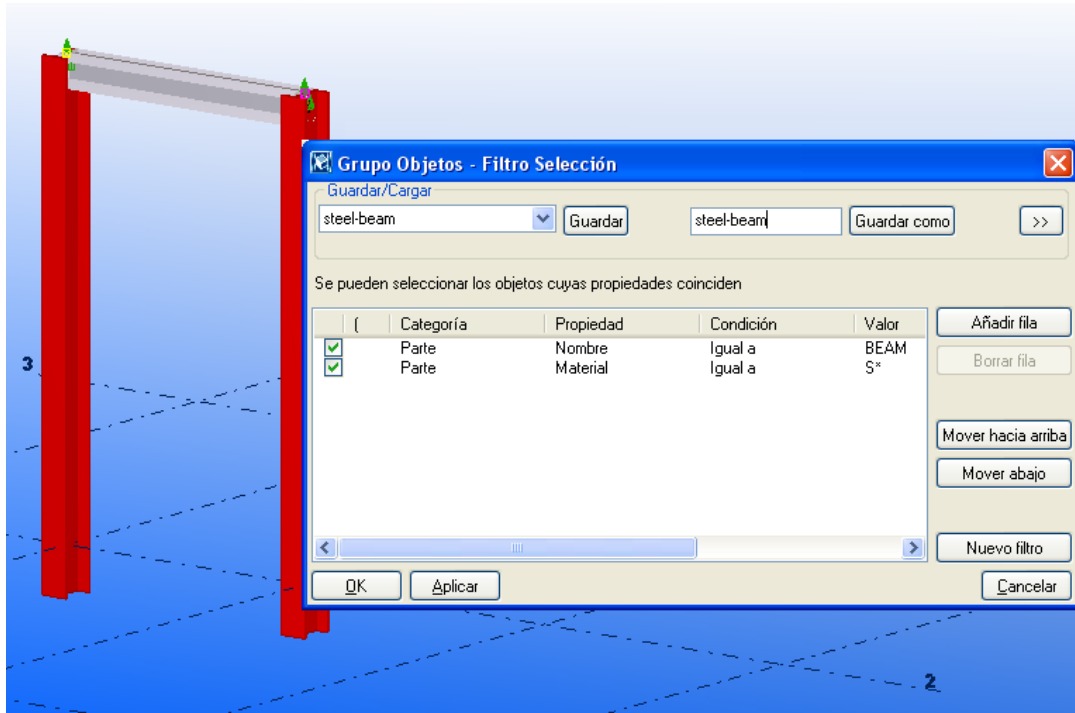 Grupo Objetos - Filtro Selección
Guardar/Cargar
steel-beam Guardar steel-beam Guardar como >>
Se pueden seleccionar los objetos cuyas propiedades coinciden
( Categoría Propiedad Condición Valor
Parte Nombre Igual a BEAM
Parte Material Igual a S*
Añadir fila
Borrar fila
Mover hacia arriba
Mover abajo
Nuevo filtro
OK Aplicar Cancelar
3
2